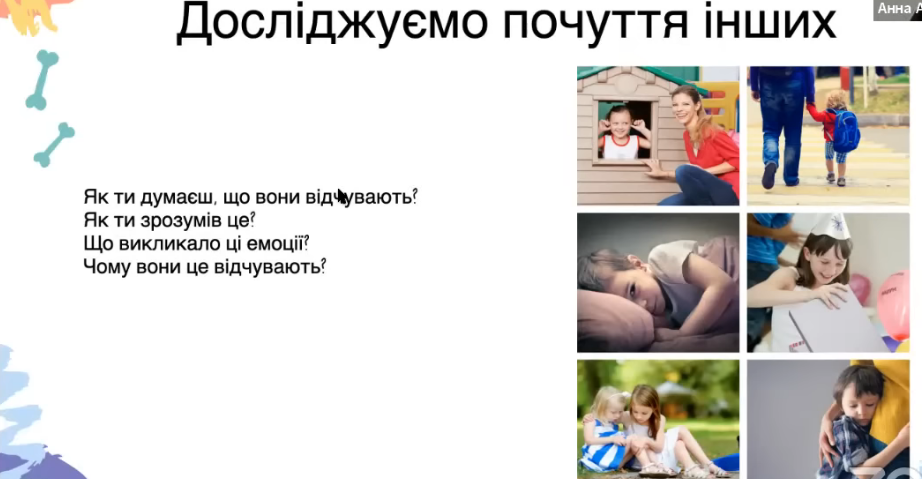 Анна А
Досліджуємо почуття інших
Як ти думаєш, що вони відчувають?
Як ти зрозумів це?
Що викликало ці емоції?
Чому вони це відчувають?